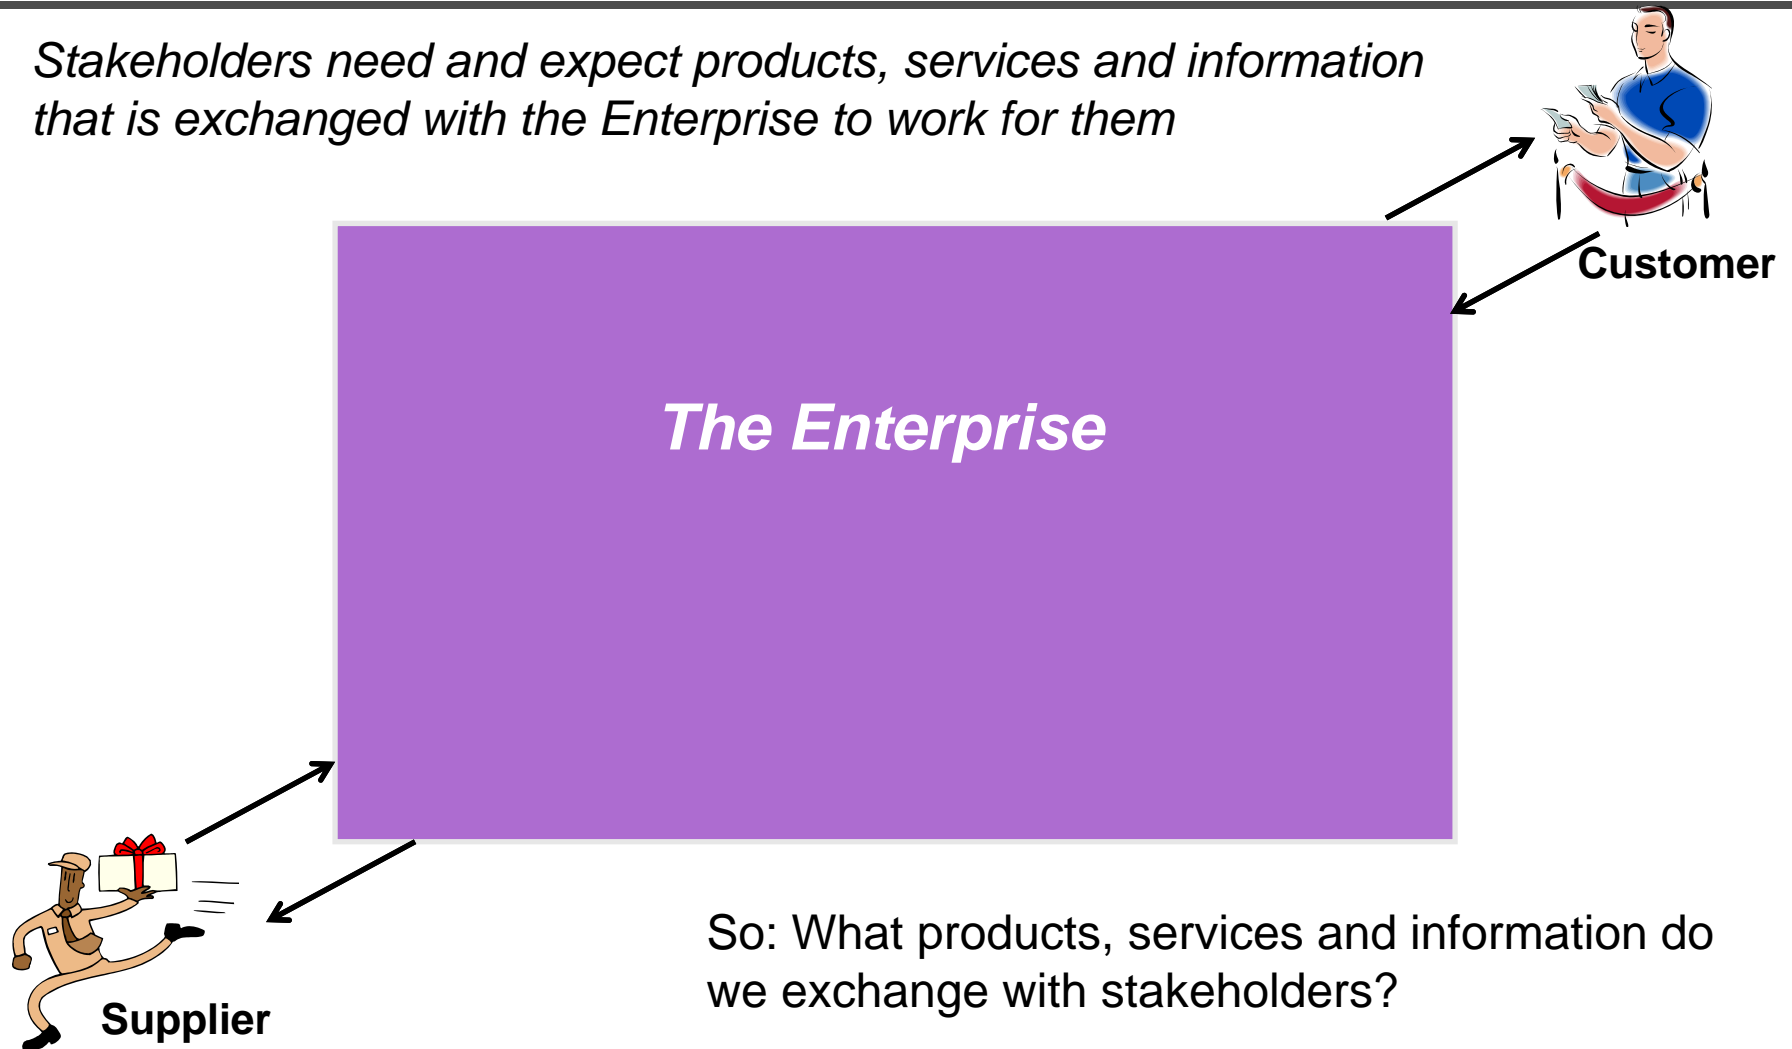 Stakeholders need and expect products, services and information
that is exchanged with the Enterprise to work for them
Customer
The Enterprise
So: What products, services and information do
we exchange with stakeholders?
Supplier